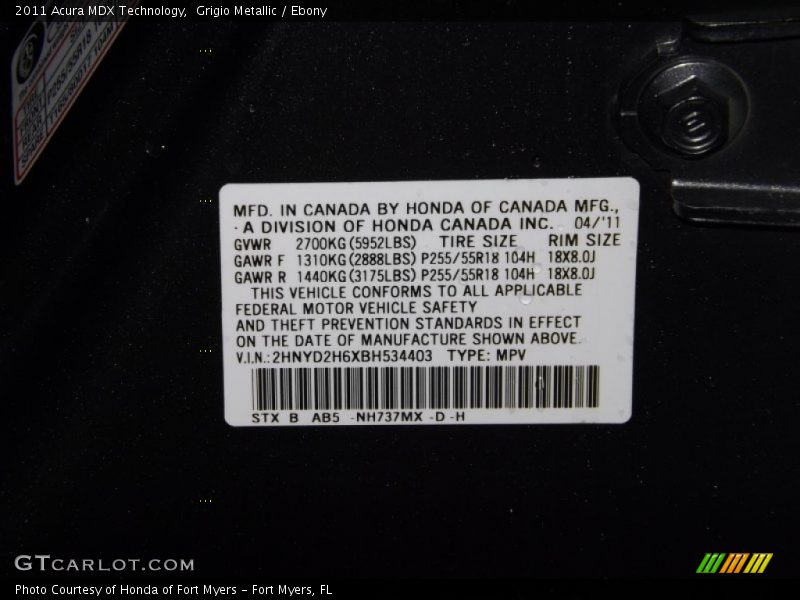 2011 Acura MDX Technology,  Grigio Metallic / Ebony
P255/55R18
MFD. IN CANADA BY HONDA OF CANADA MFG.,
A DIVISION OF HONDA CANADA INC. 04/'11
GVWR 2700KG(5952LBS) TIRE SIZE RIM SIZE
GAWR F 1310KG(2888LBS) P255/55R18 104H 18X8.0J
GAWR R 1440KG(3175LBS) P255/55R18 104H 18X8.0J
THIS VEHICLE CONFORMS TO ALL APPLICABLE
FEDERAL MOTOR VEHICLE SAFETY
AND THEFT PREVENTION STANDARDS IN EFFECT
ON THE DATE OF MANUFACTURE SHOWN ABOVE.
V.I.N.: 2HNYD2H6XBH534403 TYPE: MPV
STX B AB5 -NH737MX -D -H
GTCARLOT.COM
Photo Courtesy of Honda of Fort Myers – Fort Myers, FL